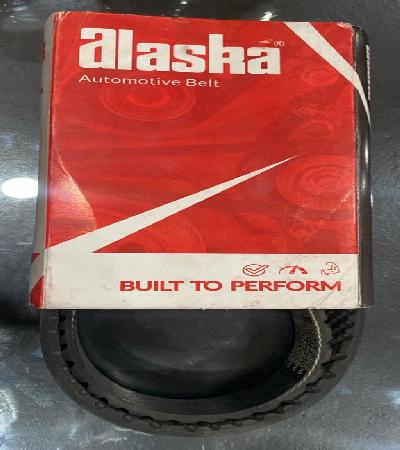 alaska®
Automotive Belt
BUILT TO PERFORM